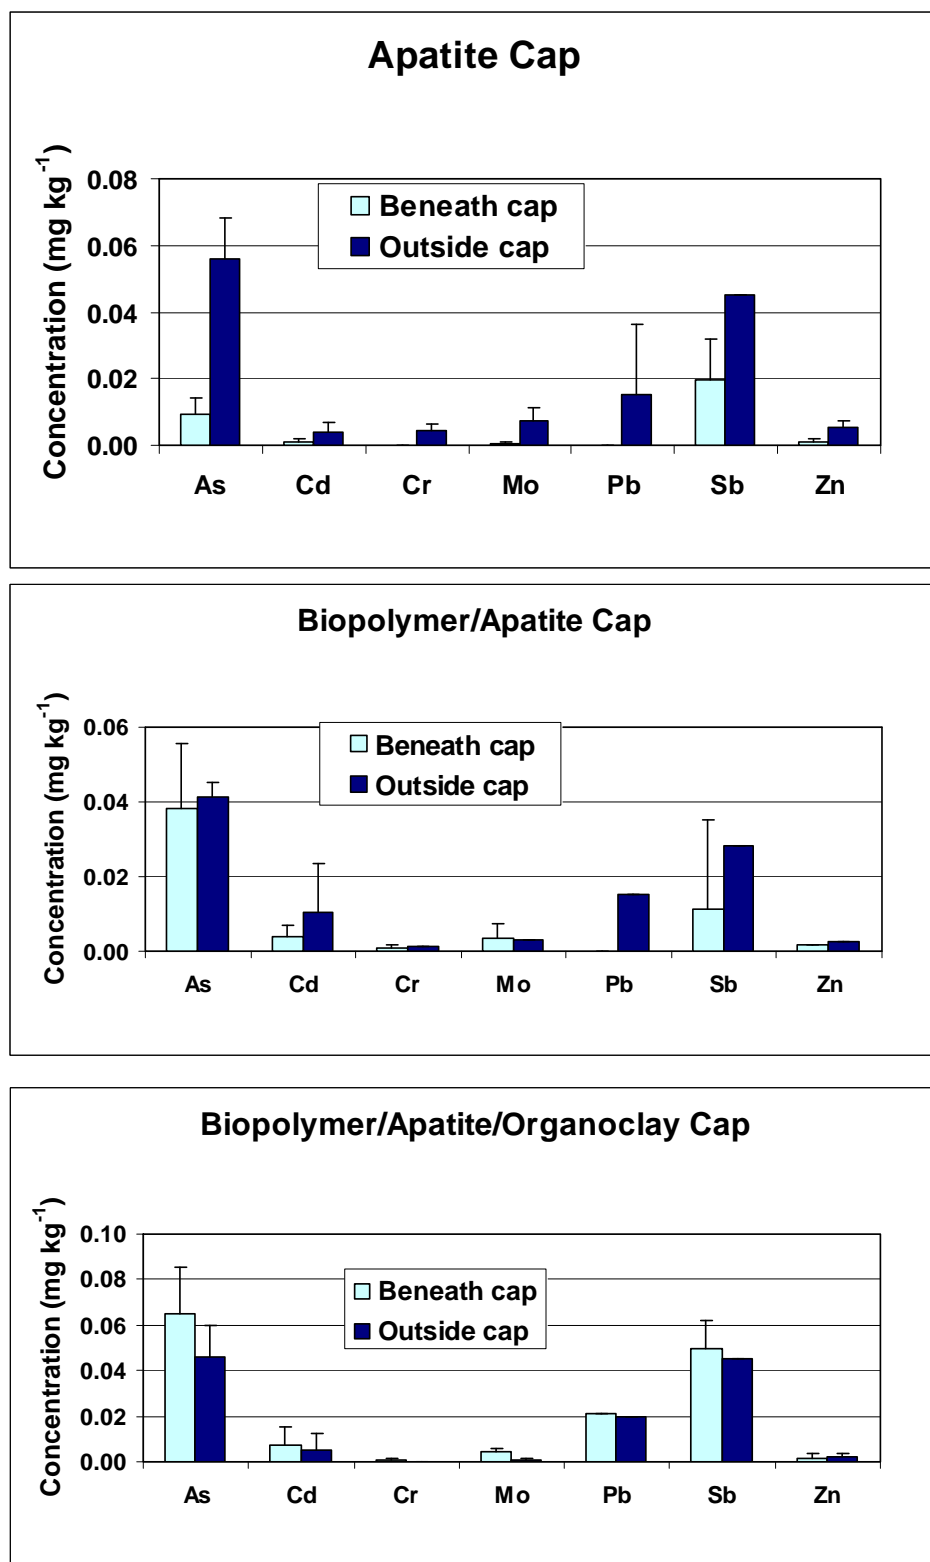 Apatite Cap
Concentration (mg kg-1)
0.08
0.06
0.04
0.02
0.00
Beneath cap
Outside cap
As Cd Cr Mo Pb Sb Zn
Biopolymer/Apatite Cap
Concentration (mg kg-1)
0.06
0.04
0.02
0.00
Beneath cap
Outside cap
As Cd Cr Mo Pb Sb Zn
Biopolymer/Apatite/Organoclay Cap
Concentration (mg kg-1)
0.10
0.08
0.06
0.04
0.02
0.00
Beneath cap
Outside cap
As Cd Cr Mo Pb Sb Zn